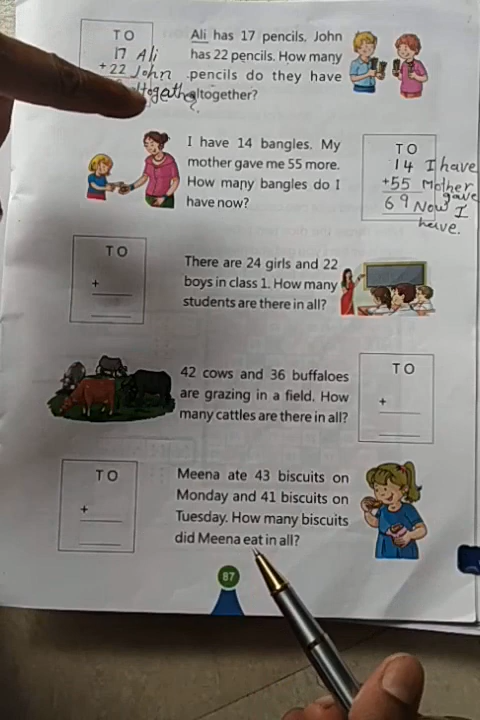 T O
17 Ali
+22 John
Ali has 17 pencils. John
has 22 pencils. How many
pencils do they have
altogether?
I have 14 bangles. My
mother gave me 55 more.
How many bangles do I
have now?
T O
14 I have
+55 Mother
gave
69 Now I
have.
T O
+
There are 24 girls and 22
boys in class 1. How many
students are there in all?
42 cows and 36 buffaloes
are grazing in a field. How
many cattles are there in all?
T O
+
T O
+
Meena ate 43 biscuits on
Monday and 41 biscuits on
Tuesday. How many biscuits
did Meena eat in all?
87